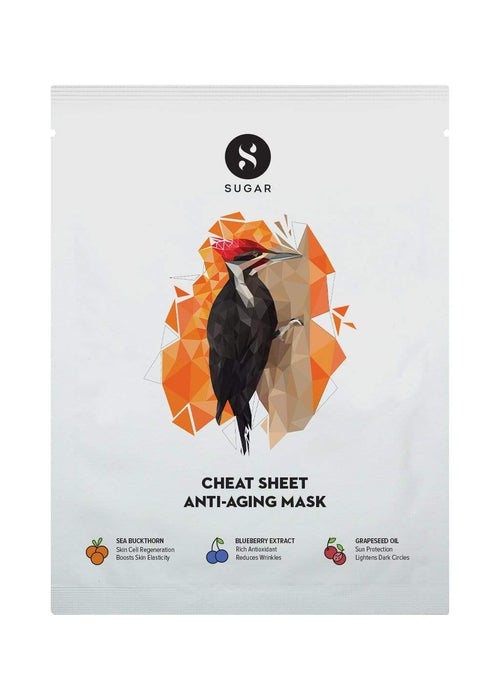 SUGAR
CHEAT SHEET
ANTI-AGING MASK
SEA BUCKTHORN
Skin Cell Regeneration
Boosts Skin Elasticity
BLUEBERRY EXTRACT
Rich Antioxidant
Reduces Wrinkles
GRAPESEED OIL
Sun Protection
Lightens Dark Circles